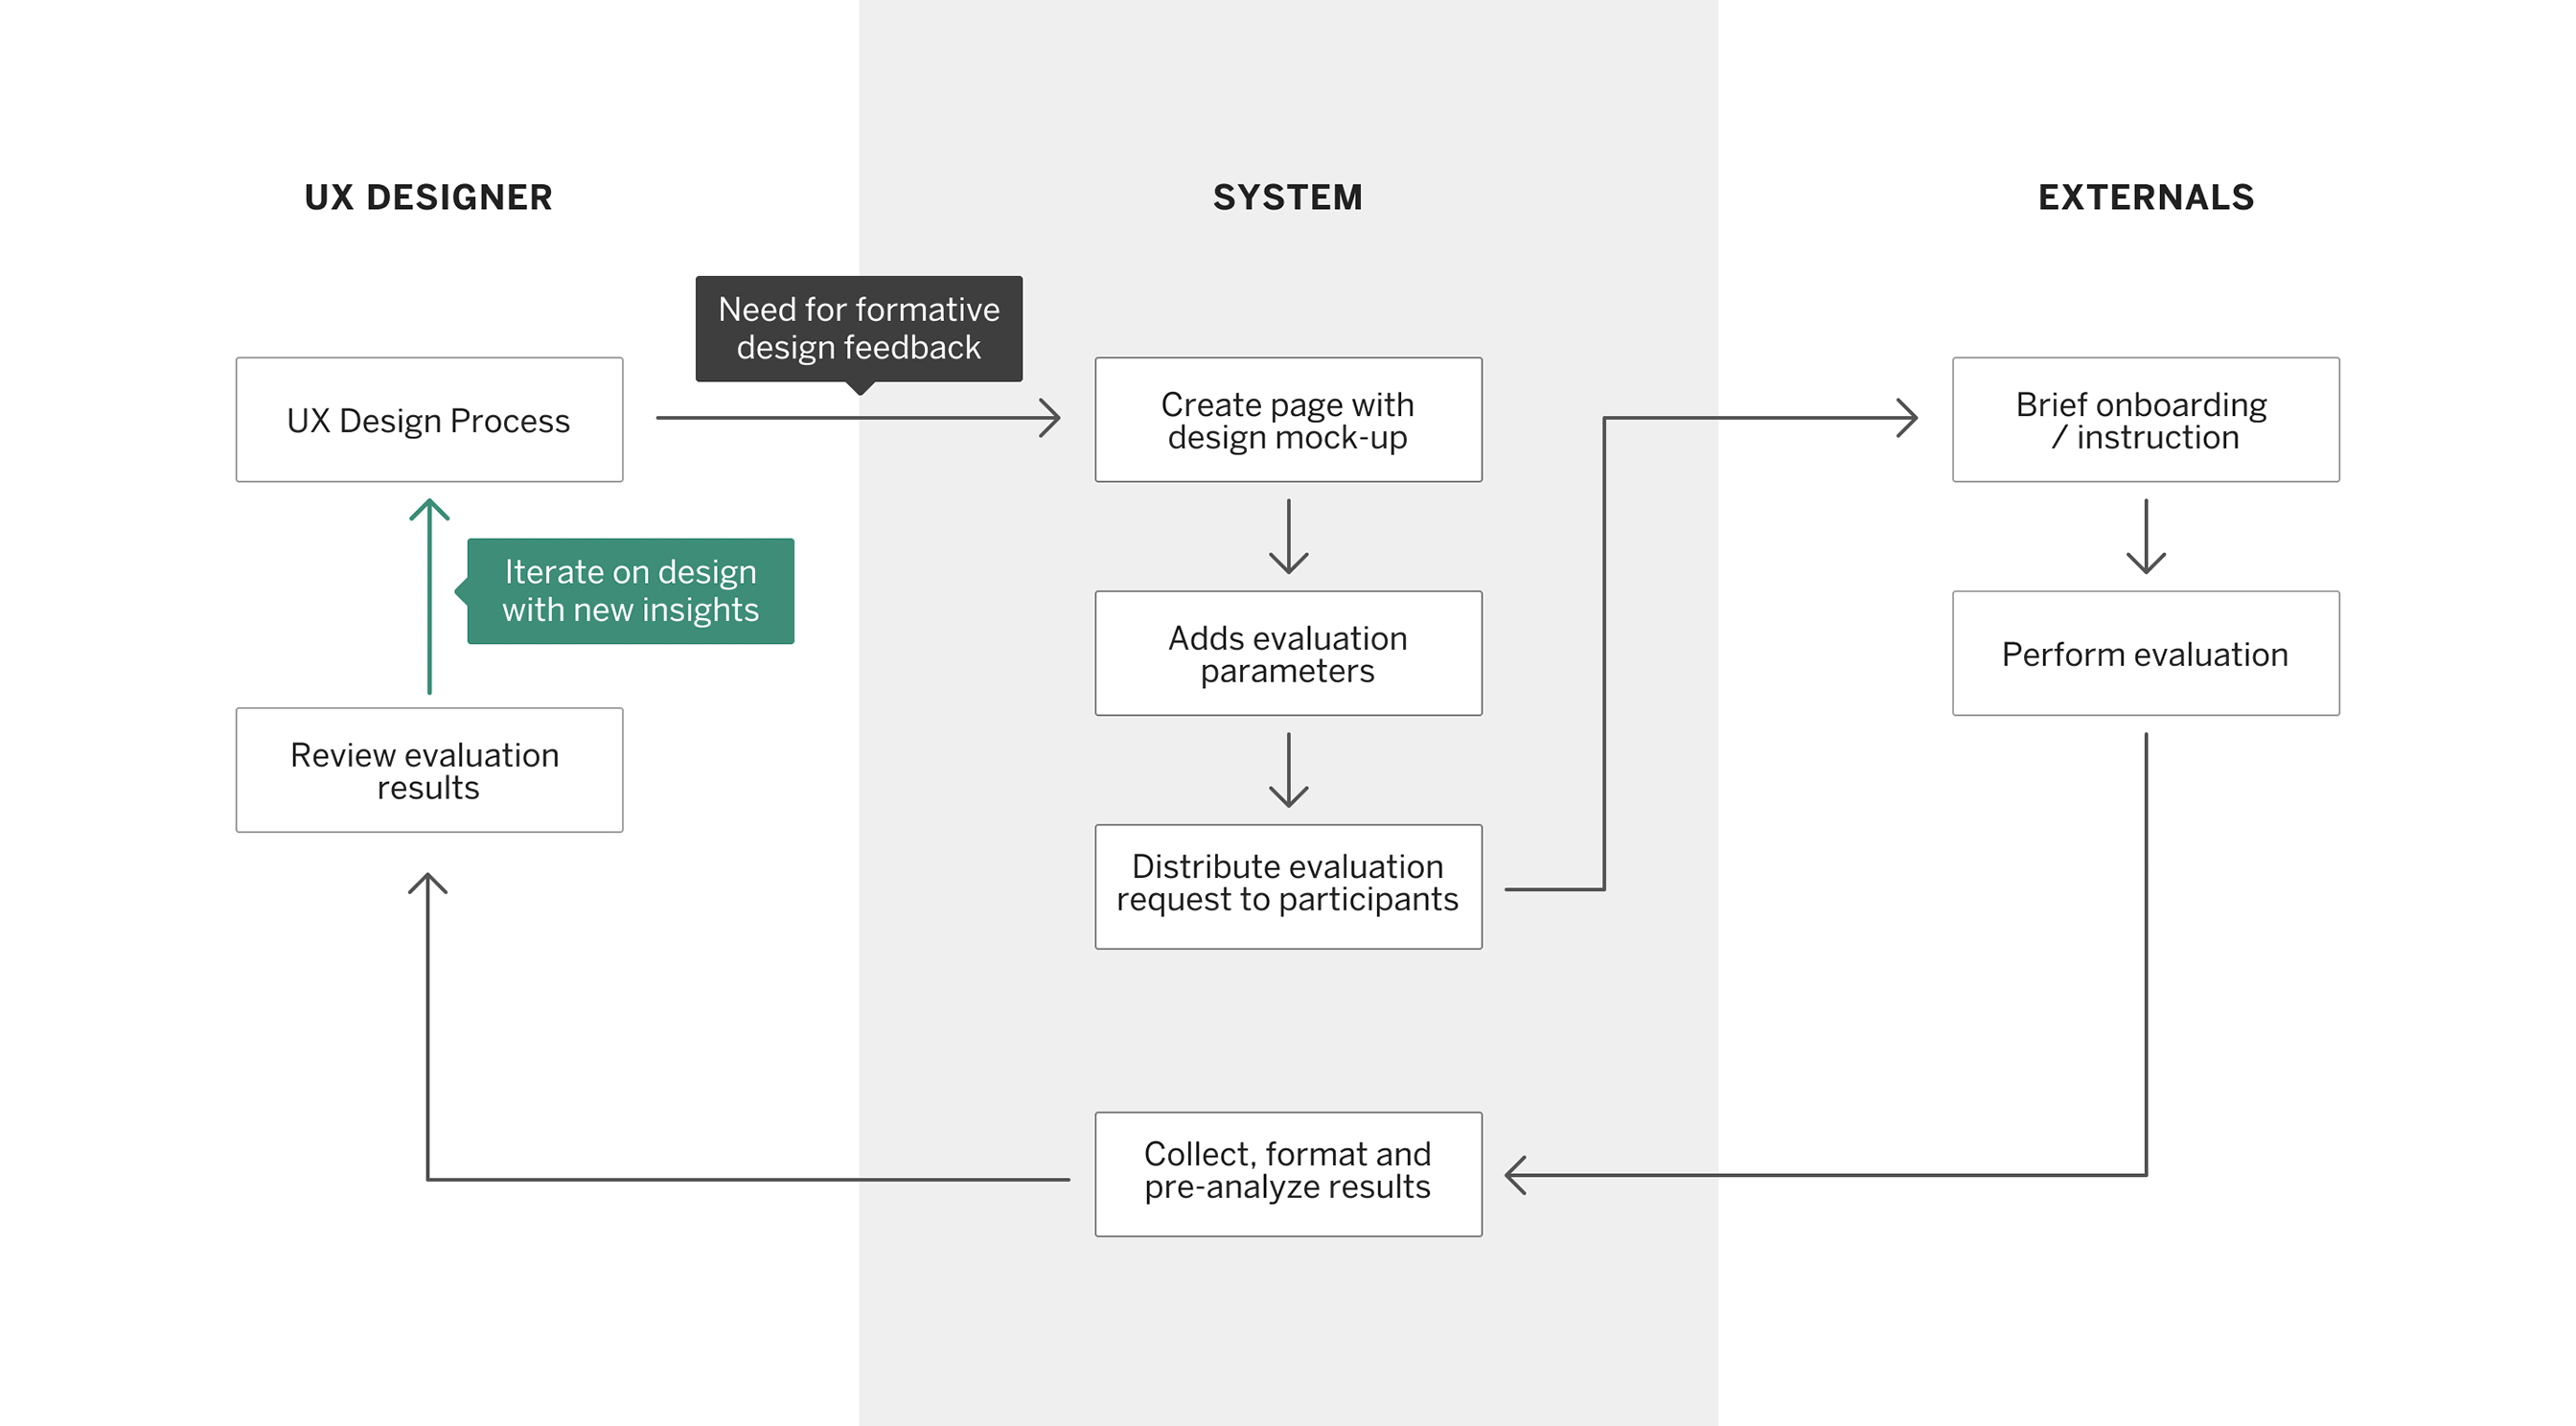 UX DESIGNER
SYSTEM
EXTERNALS
Need for formative
design feedback
UX Design Process
Create page with
design mock-up
Brief onboarding
/ instruction
Iterate on design
with new insights
Adds evaluation
parameters
Perform evaluation
Review evaluation
results
Distribute evaluation
request to participants
Collect, format and
pre-analyze results